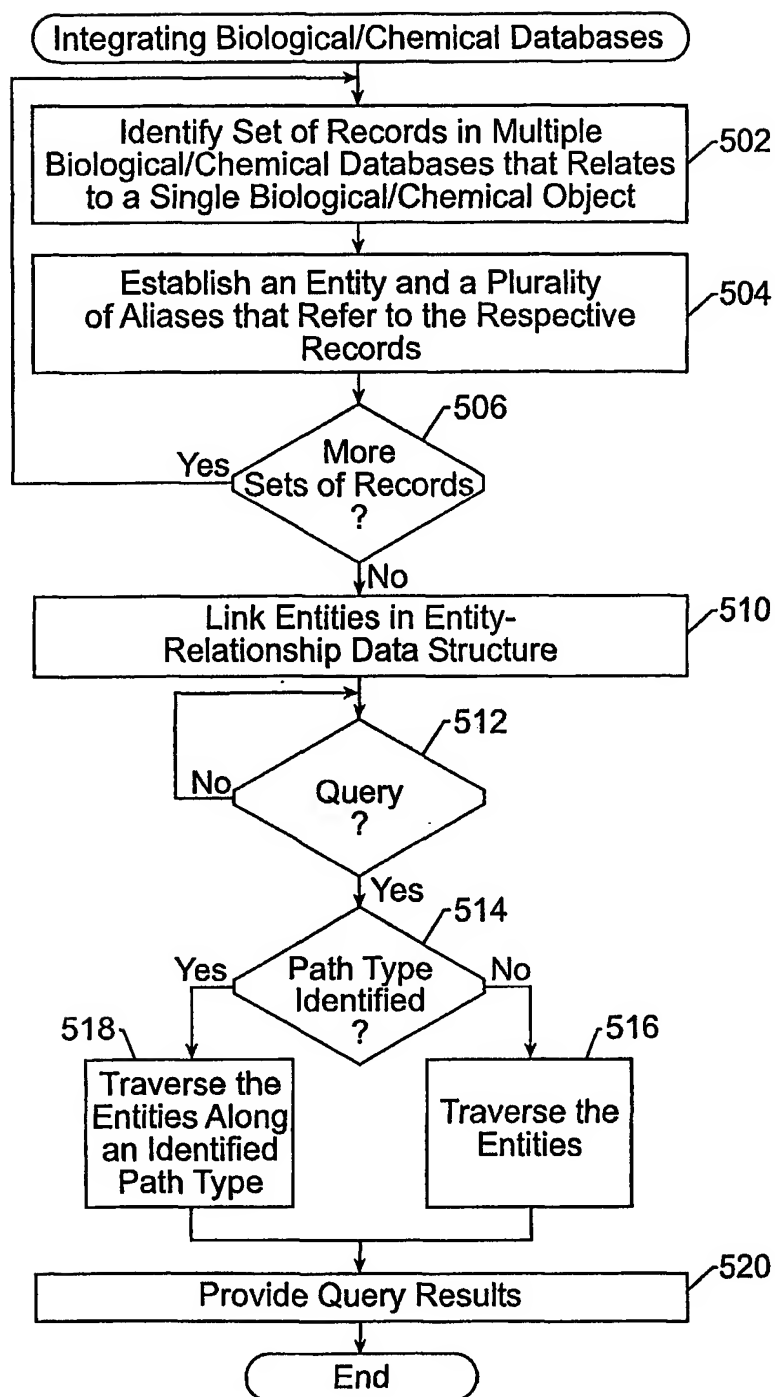 Integrating Biological/Chemical Databases
Identify Set of Records in Multiple
Biological/Chemical Databases that Relates
to a Single Biological/Chemical Object
502
Establish an Entity and a Plurality
of Aliases that Refer to the Respective
Records
504
506
More
Sets of Records
?
Yes
No
Link Entities in Entity-
Relationship Data Structure
510
512
Query
?
No
Yes
514
Path Type
Identified
?
Yes
No
518
Traverse the
Entities Along
an Identified
Path Type
516
Traverse the
Entities
Provide Query Results
520
End